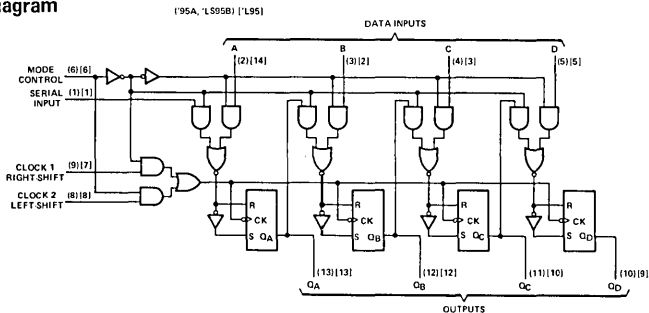 agram
('95A, 'LS95B) ['L95]
DATA INPUTS
A B C D
(2)[14] (3)[2] (4)[3] (5)[5]
MODE CONTROL (6)[6]
SERIAL INPUT (1)[1]
CLOCK 1 RIGHT-SHIFT (9)[7]
CLOCK 2 LEFT-SHIFT (8)[8]
R R R R
CK CK CK CK
S QA S QB S QC S QD
(13)[13] (12)[12] (11)[10] (10)[9]
QA QB QC QD
OUTPUTS